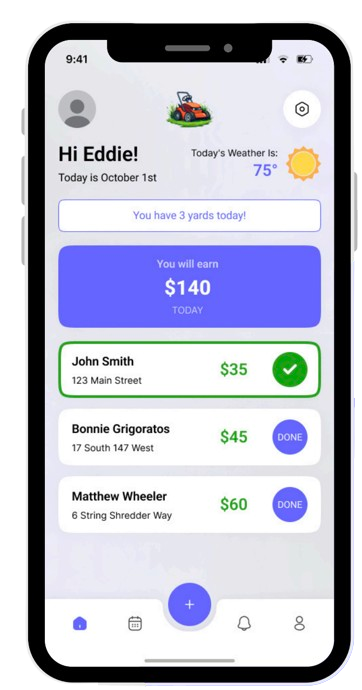 9:41
Hi Eddie!
Today is October 1st
Today's Weather Is:
75°
You have 3 yards today!
You will earn
$140
TODAY
John Smith
123 Main Street
$35
Bonnie Grigoratos
17 South 147 West
$45
DONE
Matthew Wheeler
6 String Shredder Way
$60
DONE